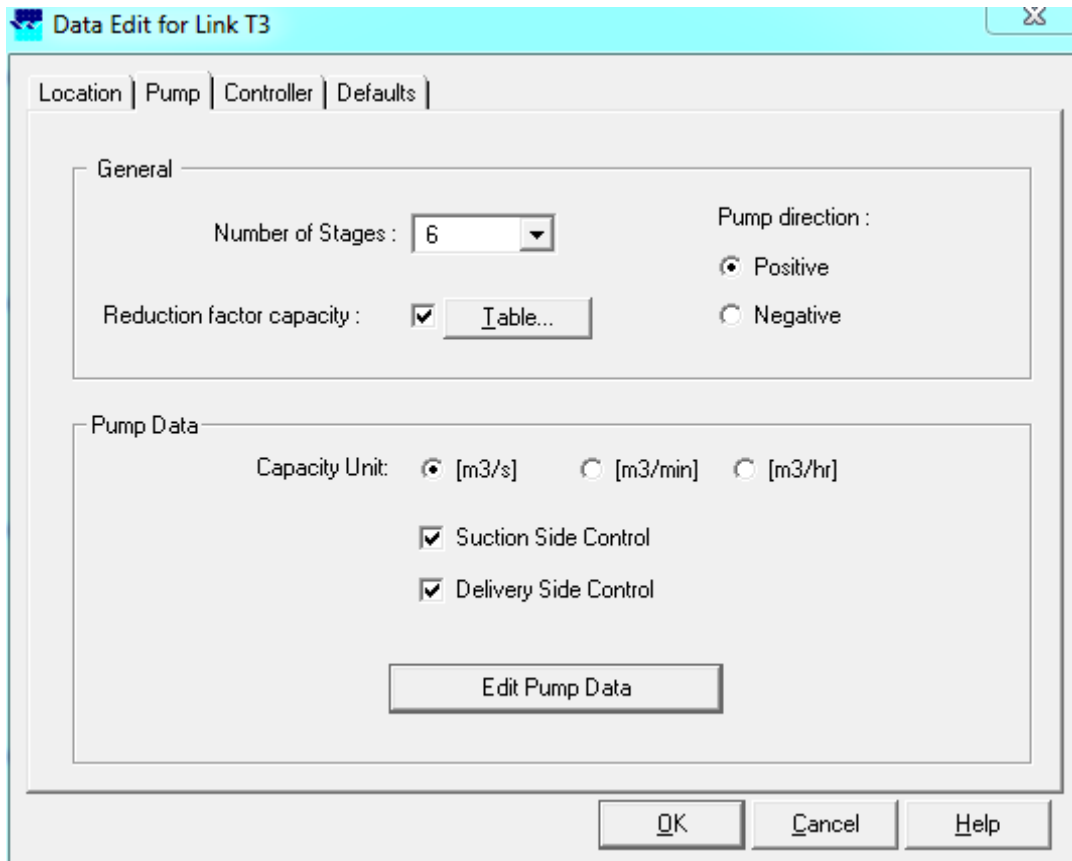 Data Edit for Link T3
Location Pump Controller Defaults
General
Number of Stages : 6
Pump direction :
Positive
Reduction factor capacity : Table...
Negative
Pump Data
Capacity Unit: [m3/s] [m3/min] [m3/hr]
Suction Side Control
Delivery Side Control
Edit Pump Data
OK Cancel Help